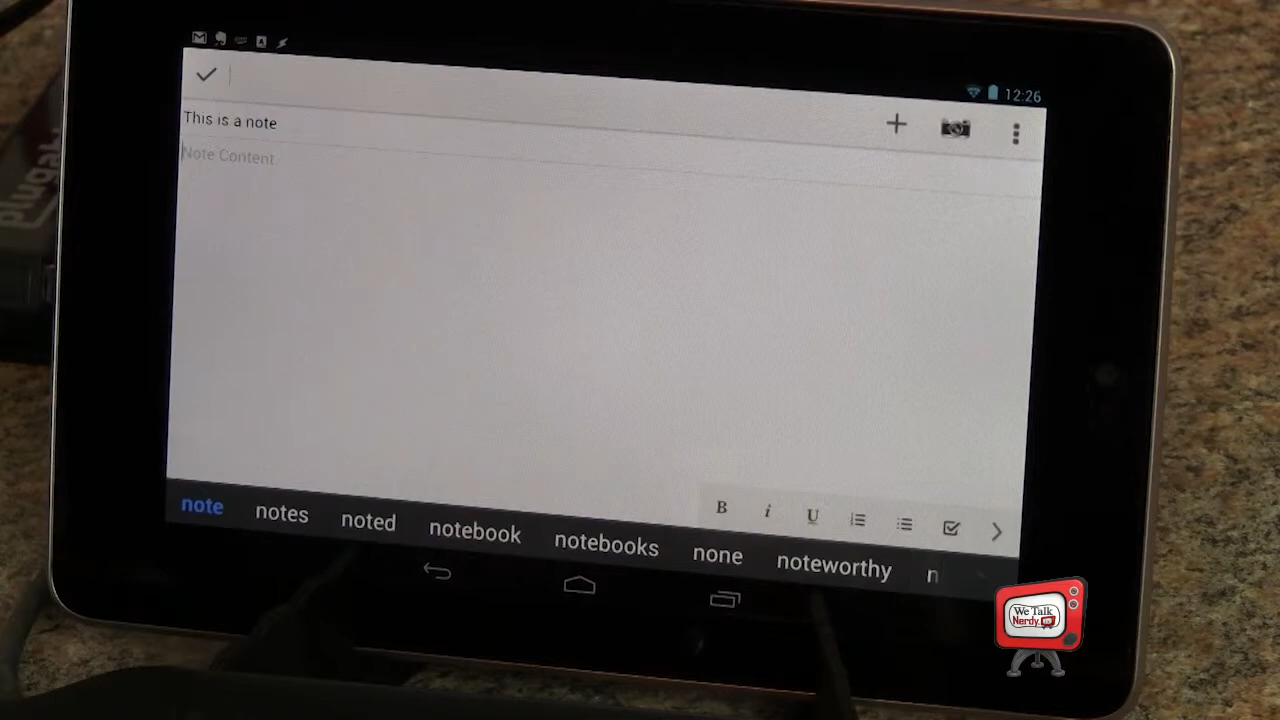 12:26
This is a note
Note Content
B i U
note notes noted notebook notebooks none noteworthy n
We Talk
Nerdy